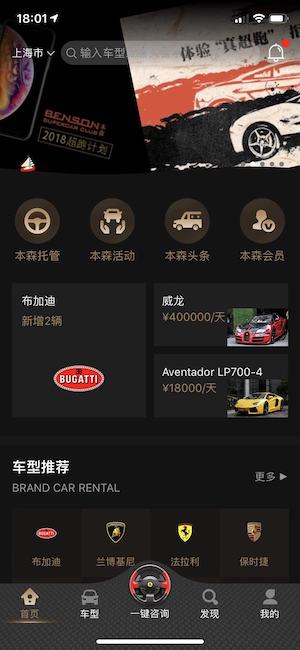 18:01
上海市
输入车型
体验"真超跑"
BENSON
SUPERCAR CLUB
2018超跑计划
本森托管
本森活动
本森头条
本森会员
布加迪
新增2辆
BUGATTI
威龙
¥400000/天
Aventador LP700-4
¥18000/天
车型推荐
更多
BRAND CAR RENTAL
布加迪
兰博基尼
法拉利
保时捷
首页
车型
一键咨询
发现
我的